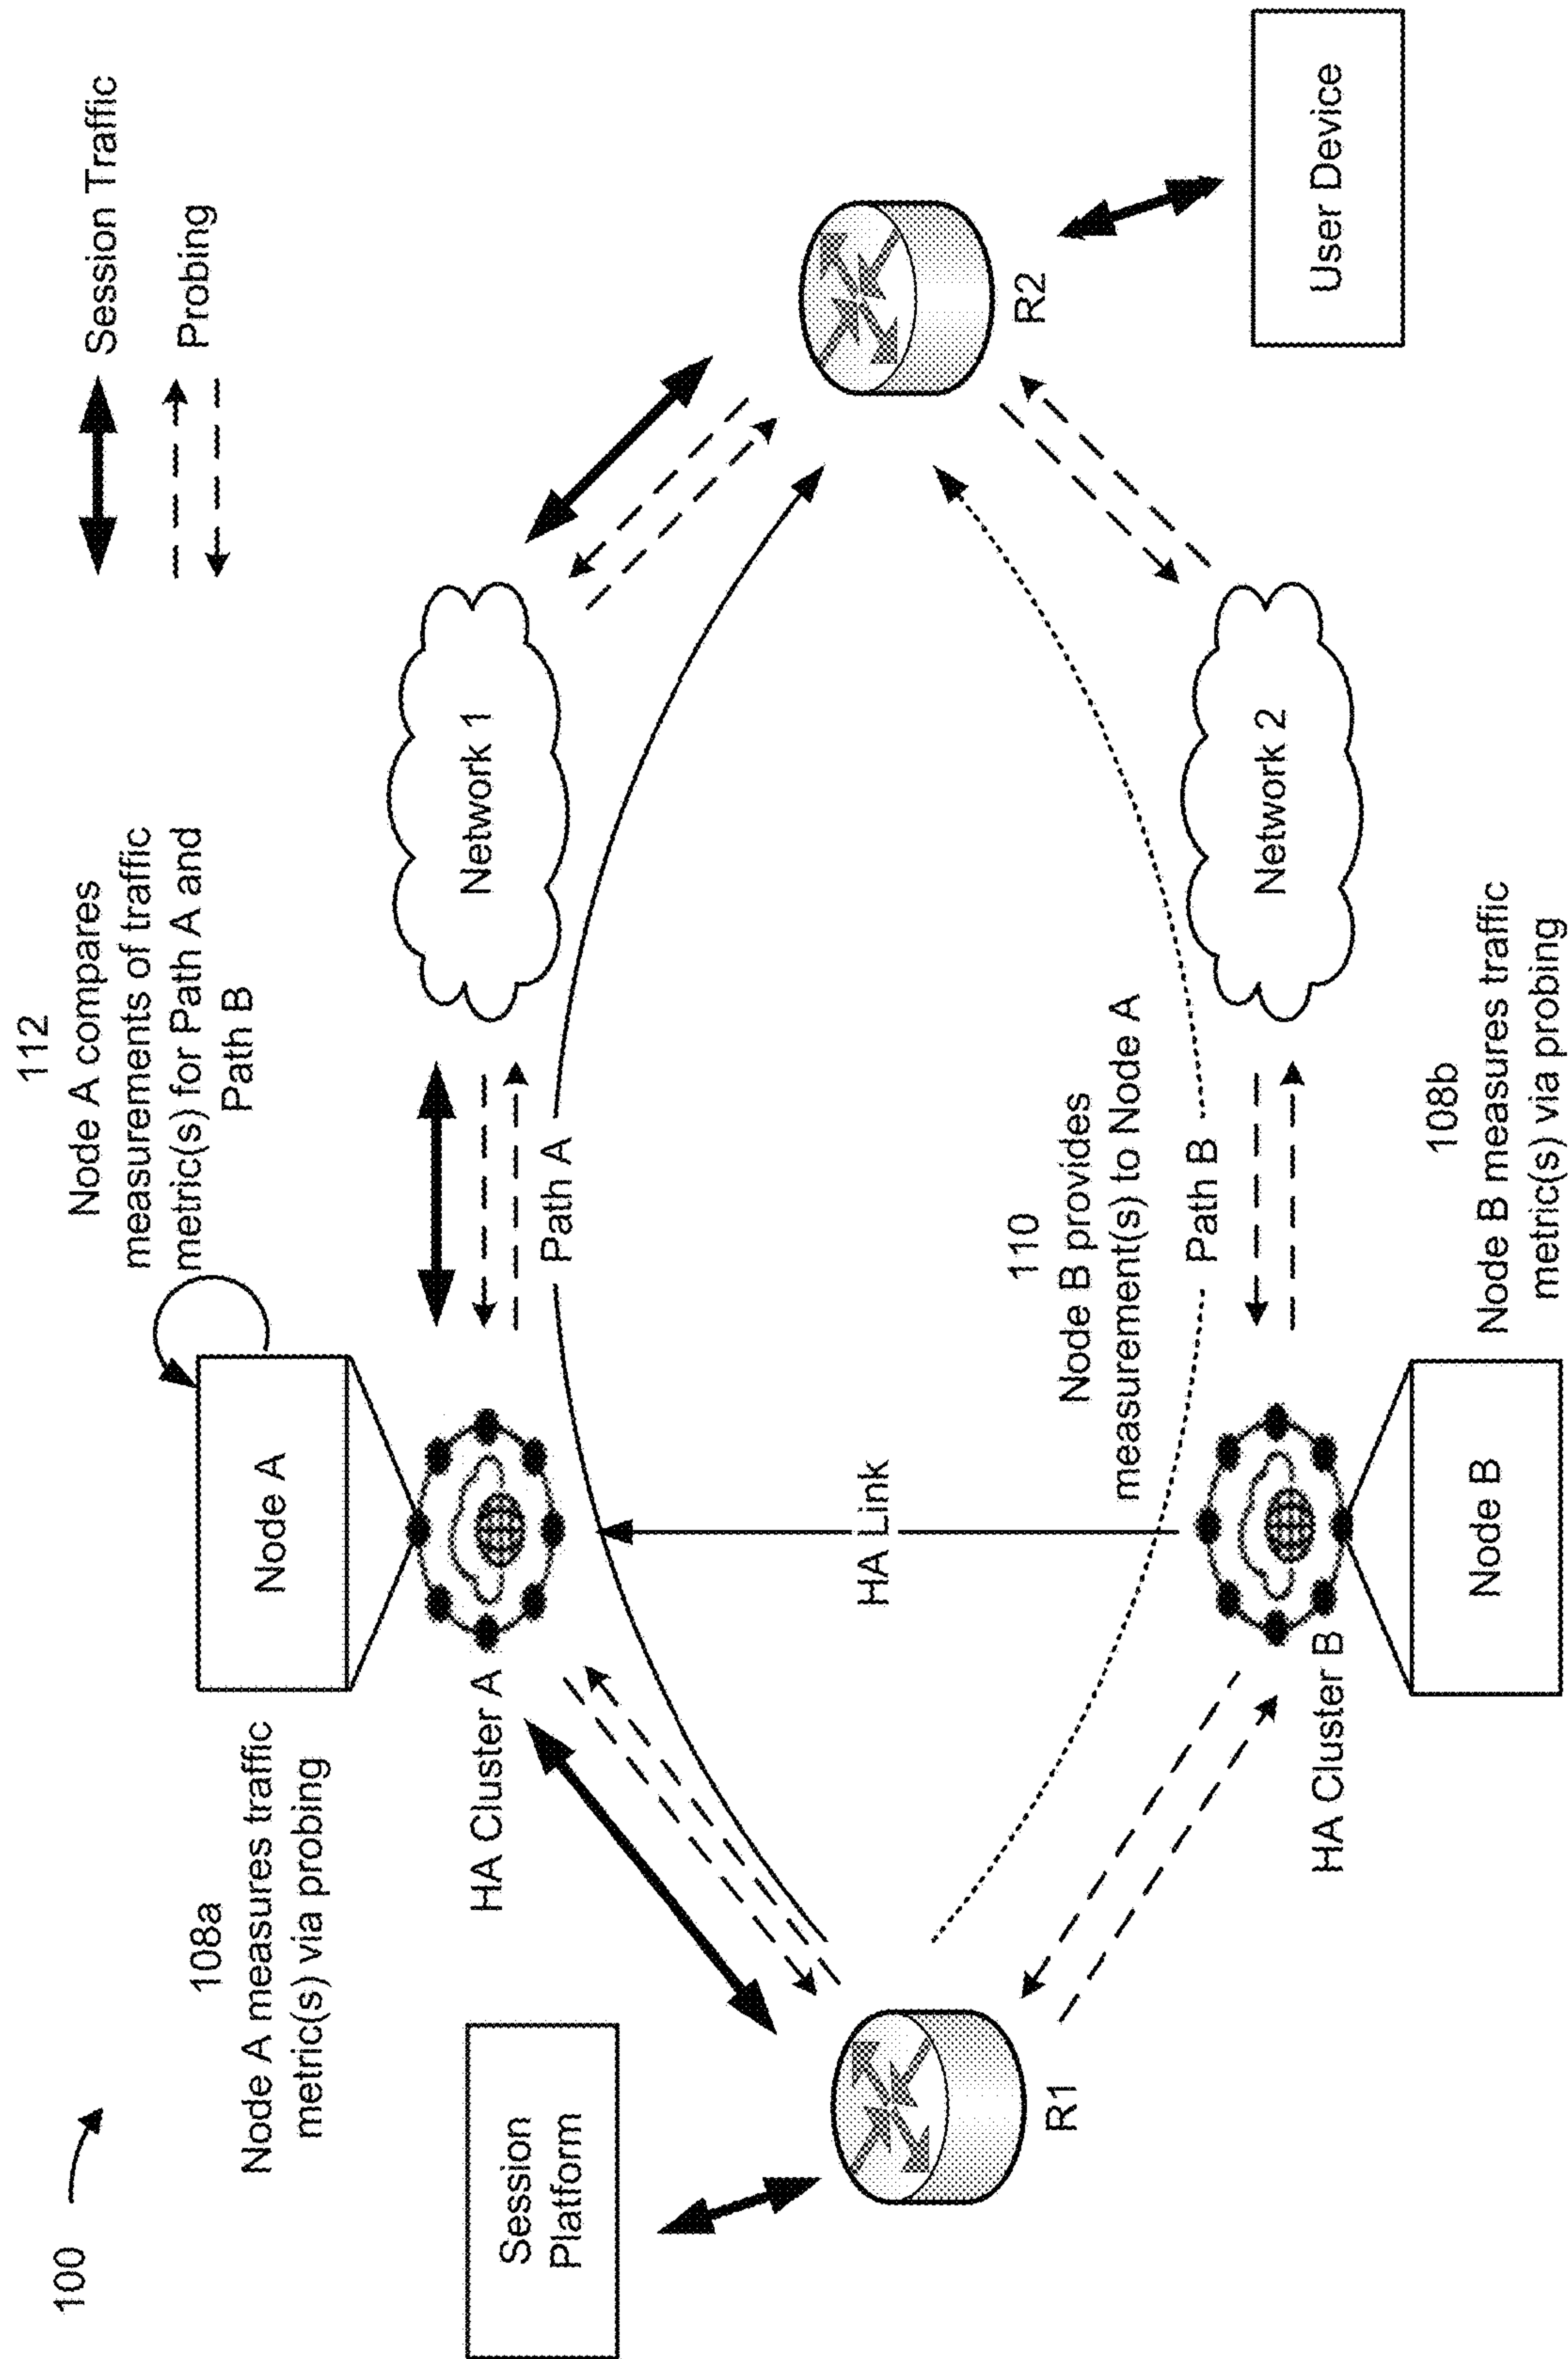 100
112
Node A compares
measurements of traffic
metric(s) for Path A and
Path B
Session Traffic
Probing
108a
Node A measures traffic
metric(s) via probing
Node A
HA Cluster A
Network 1
Path A
Session
Platform
R1
R2
HA Link
110
Node B provides
measurement(s) to Node A
Path B
HA Cluster B
Network 2
User Device
Node B
108b
Node B measures traffic
metric(s) via probing